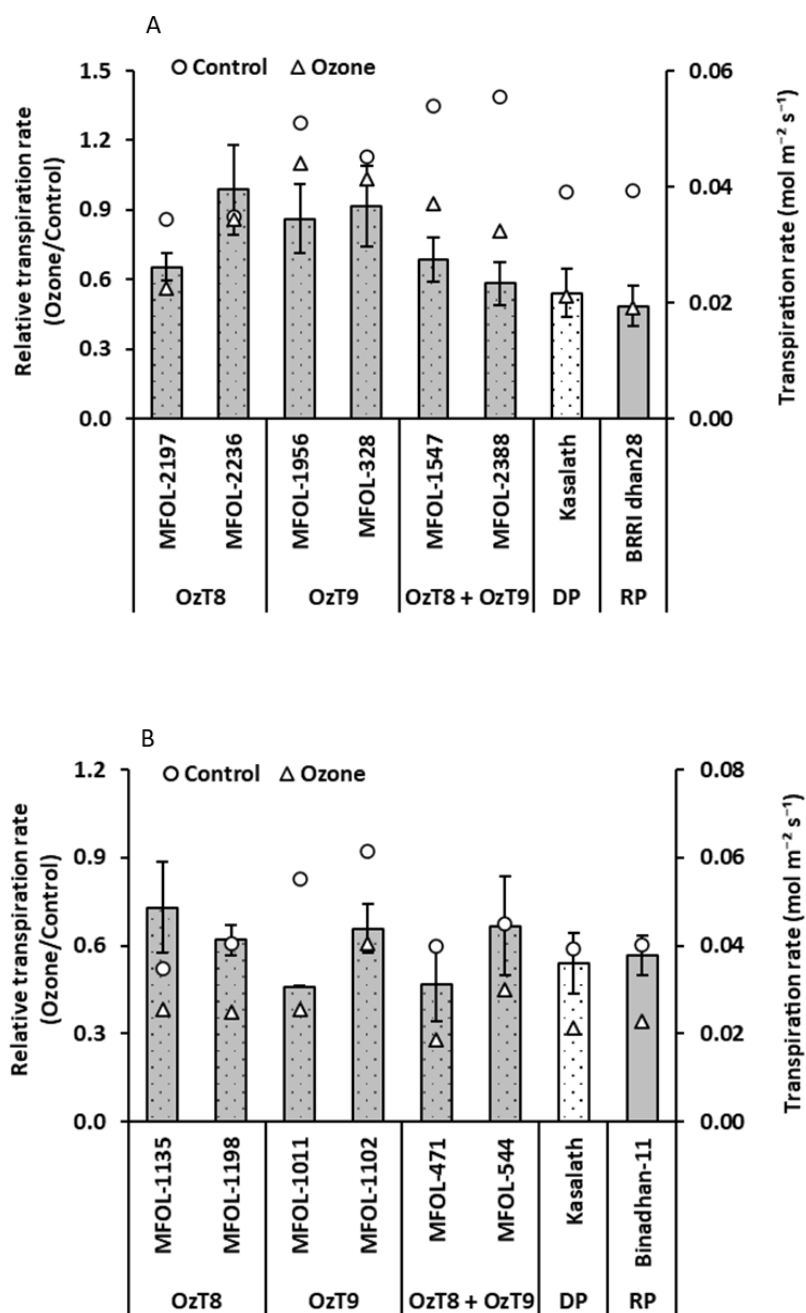 A
Control Ozone
Relative transpiration rate
(Ozone/Control)
1.5
1.2
0.9
0.6
0.3
0.0
0.06
0.04
0.02
0.00
Transpiration rate (mol m⁻² s⁻¹)
MFOL-2197
MFOL-2236
MFOL-1956
MFOL-328
MFOL-1547
MFOL-2388
Kasalath
BRRI dhan28
OzT8 OzT9 OzT8 + OzT9 DP RP
B
Control Ozone
Relative transpiration rate
(Ozone/Control)
1.2
0.9
0.6
0.3
0.0
0.08
0.06
0.04
0.02
0.00
Transpiration rate (mol m⁻² s⁻¹)
MFOL-1135
MFOL-1198
MFOL-1011
MFOL-1102
MFOL-471
MFOL-544
Kasalath
Binadhan-11
OzT8 OzT9 OzT8 + OzT9 DP RP